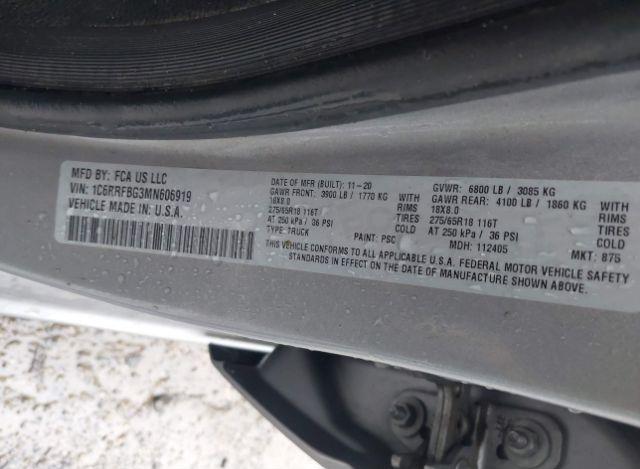 MFD BY: FCA US LLC
VIN: 1C6RRFBG3MN606919
VEHICLE MADE IN: U.S.A.
DATE OF MFR (BUILT): 11-20
GAWR FRONT: 3900 LB / 1770 KG WITH
18X8.0 RIMS
275/65R18 116T TIRES
AT 250 kPa / 36 PSI COLD
TYPE: TRUCK PAINT: PSC
GVWR: 6800 LB / 3085 KG
GAWR REAR: 4100 LB / 1860 KG WITH
18X8.0 RIMS
275/65R18 116T TIRES
AT 250 kPa / 36 PSI COLD
MDH: 112405 MKT: 875
THIS VEHICLE CONFORMS TO ALL APPLICABLE U.S.A. FEDERAL MOTOR VEHICLE SAFETY
STANDARDS IN EFFECT ON THE DATE OF MANUFACTURE SHOWN ABOVE.